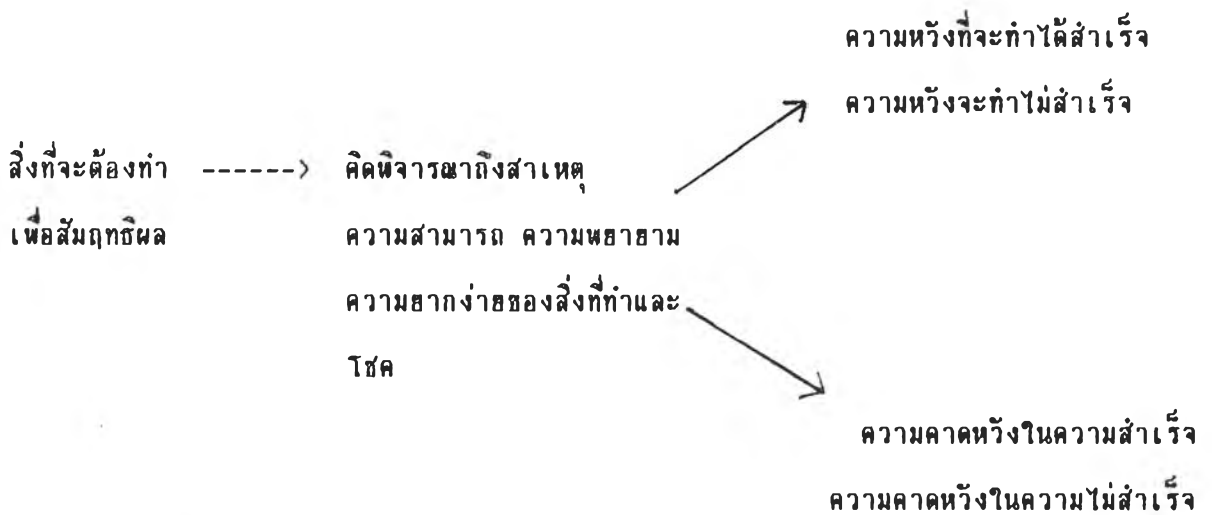 ความหวังที่จะทำได้สำเร็จ
ความหวังจะทำไม่สำเร็จ
สิ่งที่จะต้องทำ ------> คิดพิจารณาถึงสาเหตุ
เพื่อสัมฤทธิผล ความสามารถ ความพยายาม
ความยากง่ายของสิ่งที่ทำและ
โชค
ความคาดหวังในความสำเร็จ
ความคาดหวังในความไม่สำเร็จ